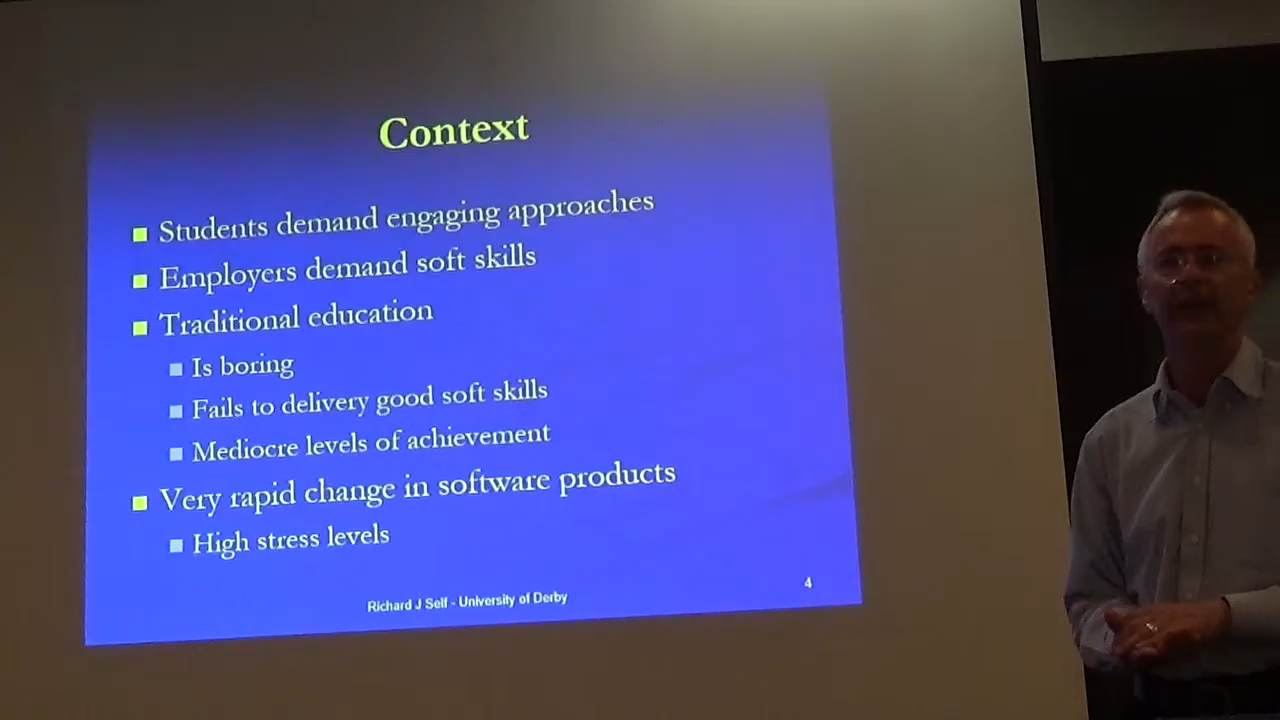 Context
Students demand engaging approaches
Employers demand soft skills
Traditional education
Is boring
Fails to delivery good soft skills
Mediocre levels of achievement
Very rapid change in software products
High stress levels
Richard J Self - University of Derby
4